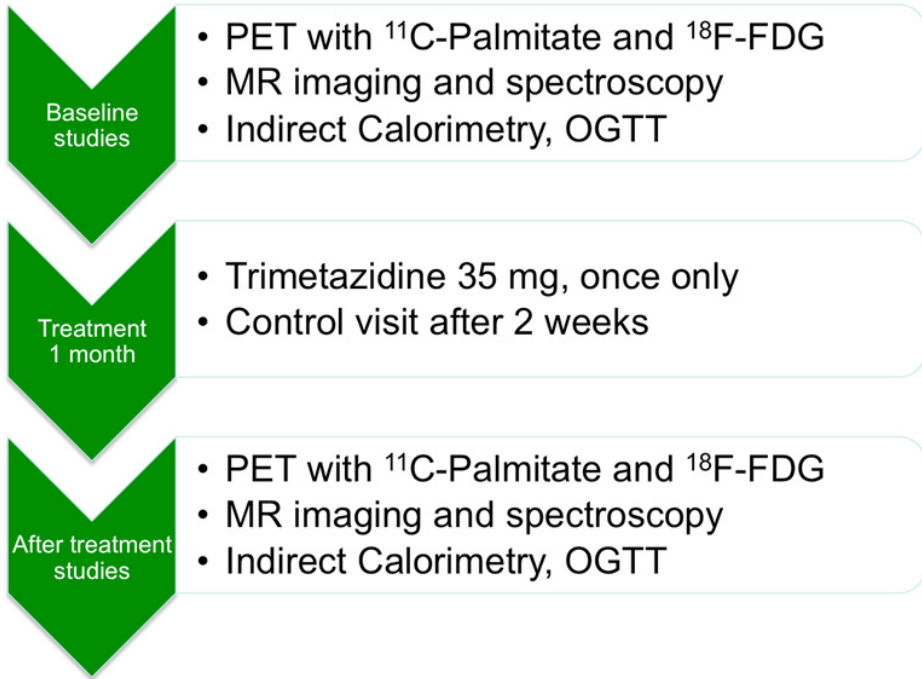 Baseline
studies
• PET with ¹¹C-Palmitate and ¹⁸F-FDG
• MR imaging and spectroscopy
• Indirect Calorimetry, OGTT
Treatment
1 month
• Trimetazidine 35 mg, once only
• Control visit after 2 weeks
After treatment
studies
• PET with ¹¹C-Palmitate and ¹⁸F-FDG
• MR imaging and spectroscopy
• Indirect Calorimetry, OGTT